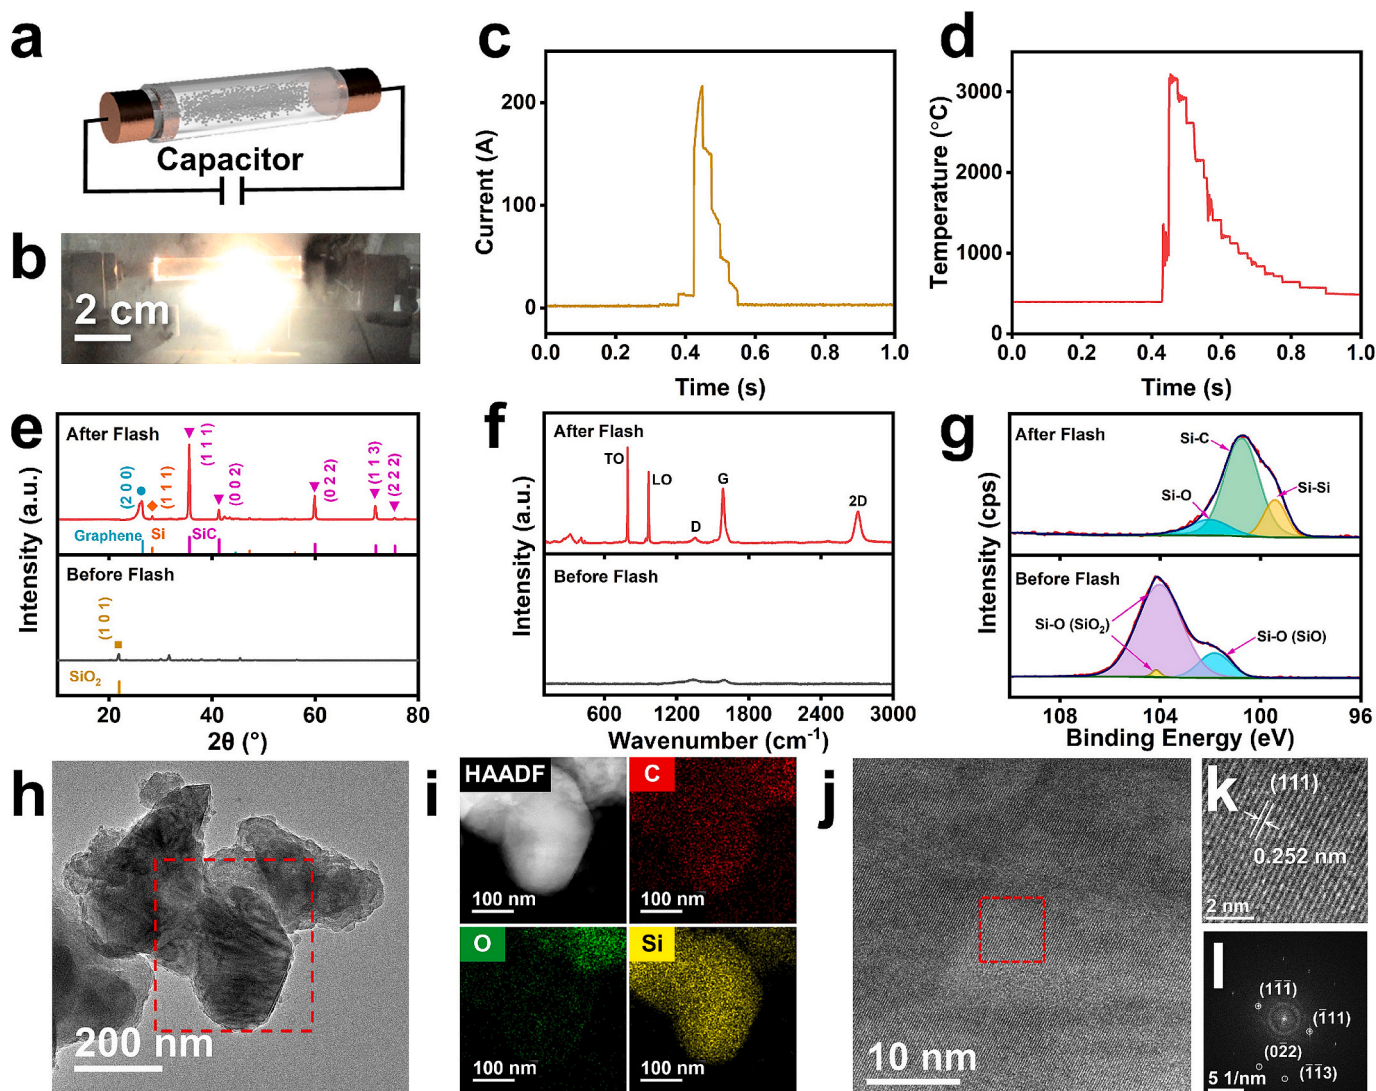 a
Capacitor
b
2 cm
c
Current (A)
200
100
0
0.0 0.2 0.4 0.6 0.8 1.0
Time (s)
d
Temperature (°C)
3000
2000
1000
0
0.0 0.2 0.4 0.6 0.8 1.0
Time (s)
e
Intensity (a.u.)
After Flash
(2 0 0)
(1 1 1)
(1 1 1)
(0 0 2)
(0 2 2)
(1 1 3)
(2 2 2)
Graphene
Si
SiC
Before Flash
(1 0 1)
SiO₂
20 40 60 80
2θ (°)
f
Intensity (a.u.)
After Flash
TO
LO
D
G
2D
Before Flash
600 1200 1800 2400 3000
Wavenumber (cm⁻¹)
g
Intensity (cps)
After Flash
Si-C
Si-O
Si-Si
Before Flash
Si-O (SiO₂)
Si-O (SiO)
108 104 100 96
Binding Energy (eV)
h
200 nm
i
HAADF
100 nm
C
100 nm
O
100 nm
Si
100 nm
j
10 nm
k
(111)
0.252 nm
2 nm
l
(11̄1̄)
(1̄11)
(02̄2)
(1̄1̄3)
5 1/nm